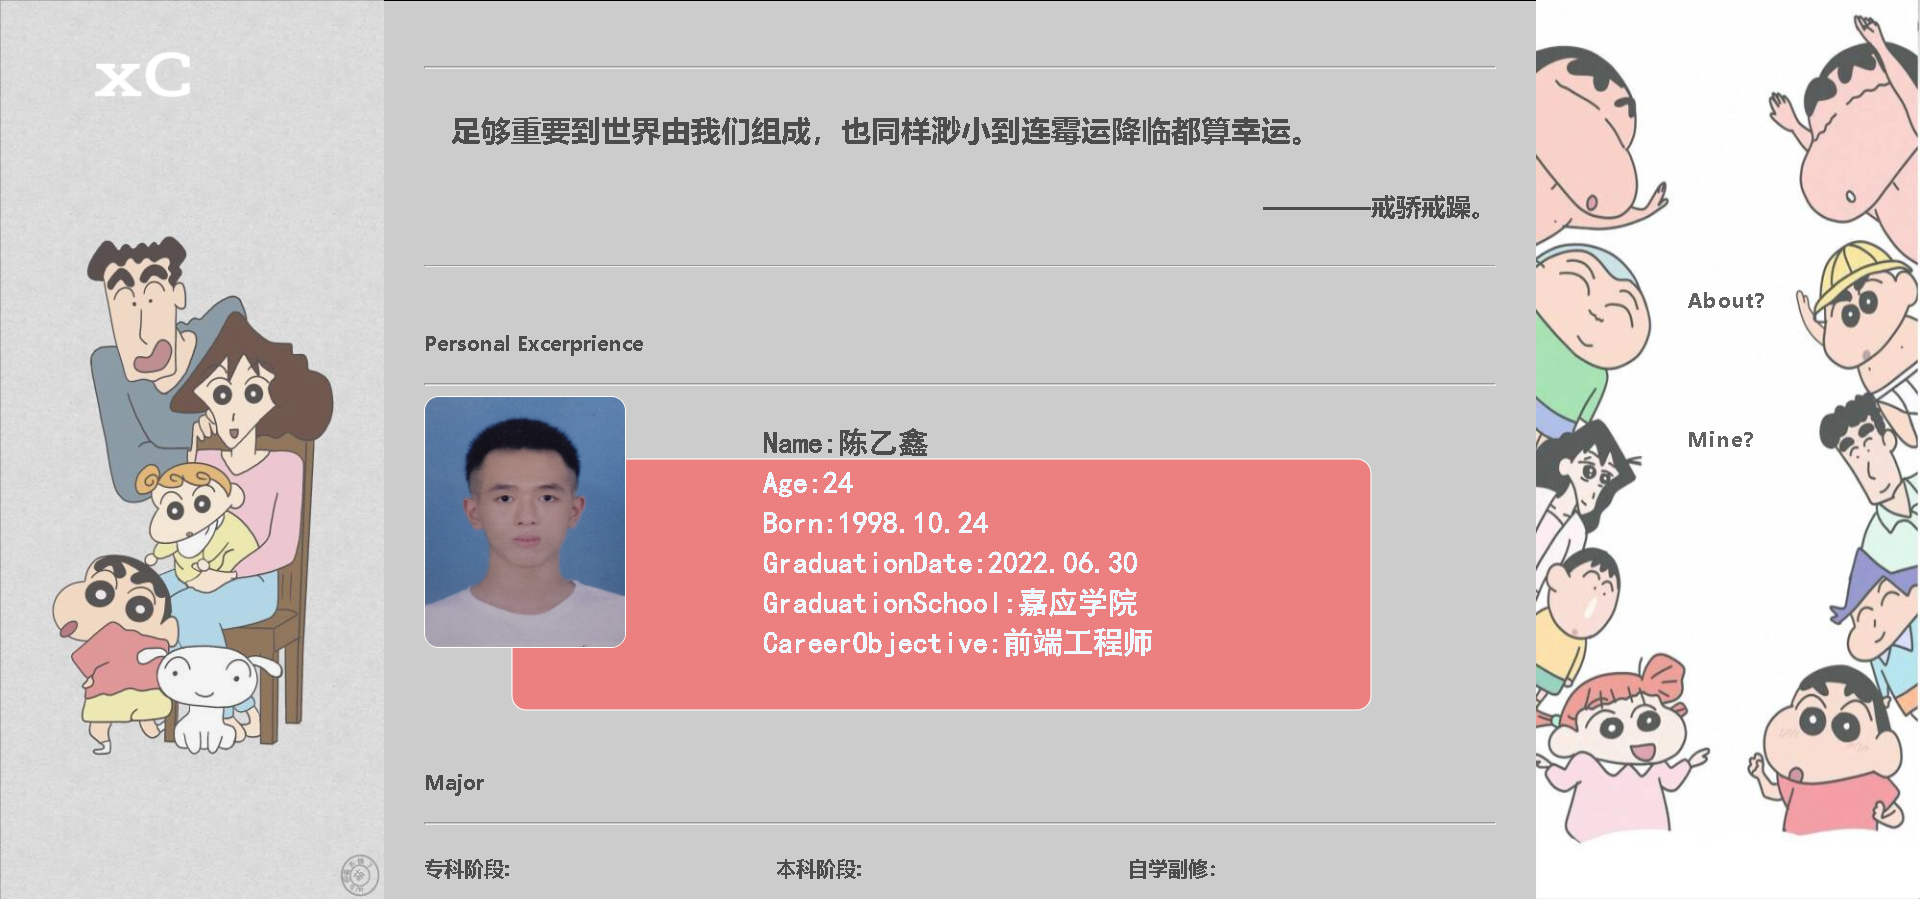 xC
足够重要到世界由我们组成，也同样渺小到连霉运降临都算幸运。
————戒骄戒躁。
Personal Excerprience
Name:陈乙鑫
Age:24
Born:1998.10.24
GraduationDate:2022.06.30
GraduationSchool:嘉应学院
CareerObjective:前端工程师
Major
专科阶段:
本科阶段:
自学副修：
About?
Mine?